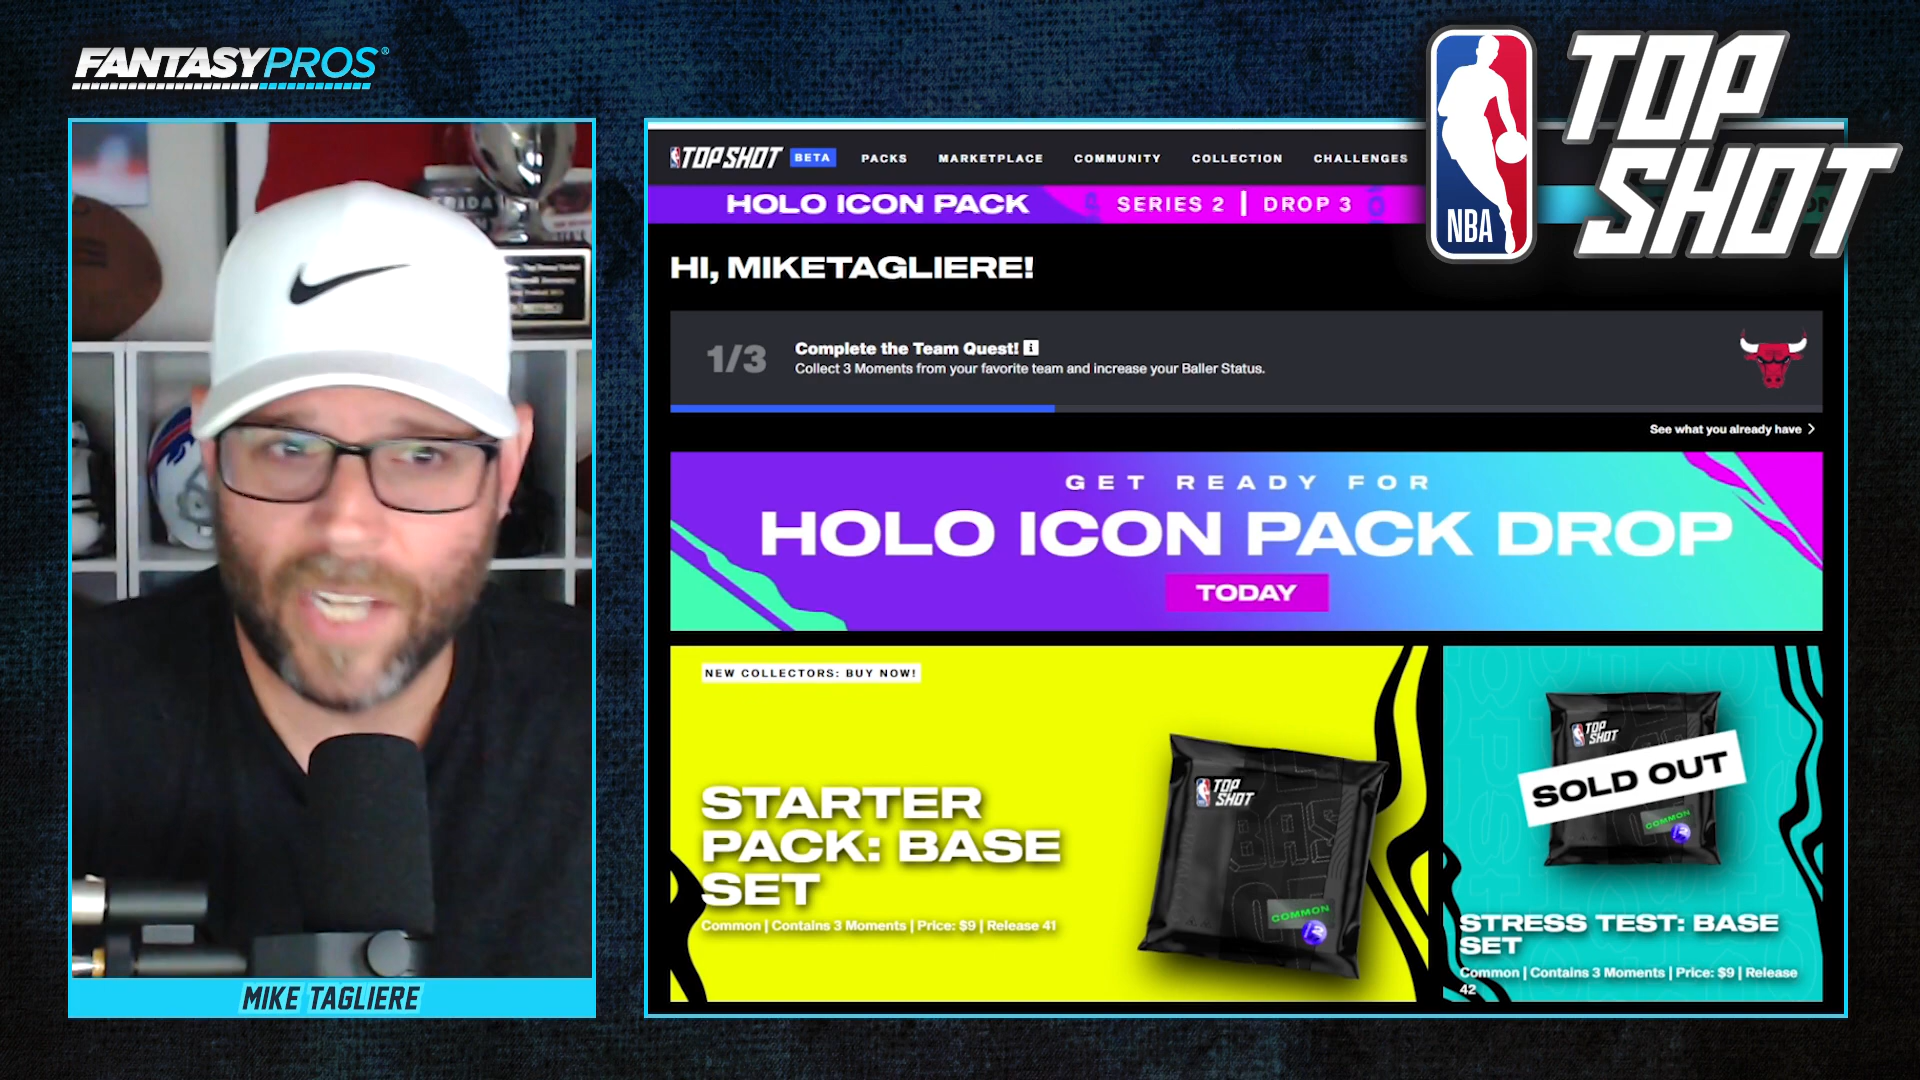 FANTASYPROS®
NBA
TOP
SHOT
TOP SHOT BETA PACKS MARKETPLACE COMMUNITY COLLECTION CHALLENGES
HOLO ICON PACK SERIES 2 | DROP 3
HI, MIKETAGLIERE!
1/3
Complete the Team Quest! i
Collect 3 Moments from your favorite team and increase your Baller Status.
See what you already have >
GET READY FOR
HOLO ICON PACK DROP
TODAY
NEW COLLECTORS: BUY NOW!
STARTER
PACK: BASE
SET
Common | Contains 3 Moments | Price: $9 | Release 41
TOP
SHOT
COMMON
TOP
SHOT
SOLD OUT
COMMON
STRESS TEST: BASE
SET
Common | Contains 3 Moments | Price: $9 | Release
42
MIKE TAGLIERE